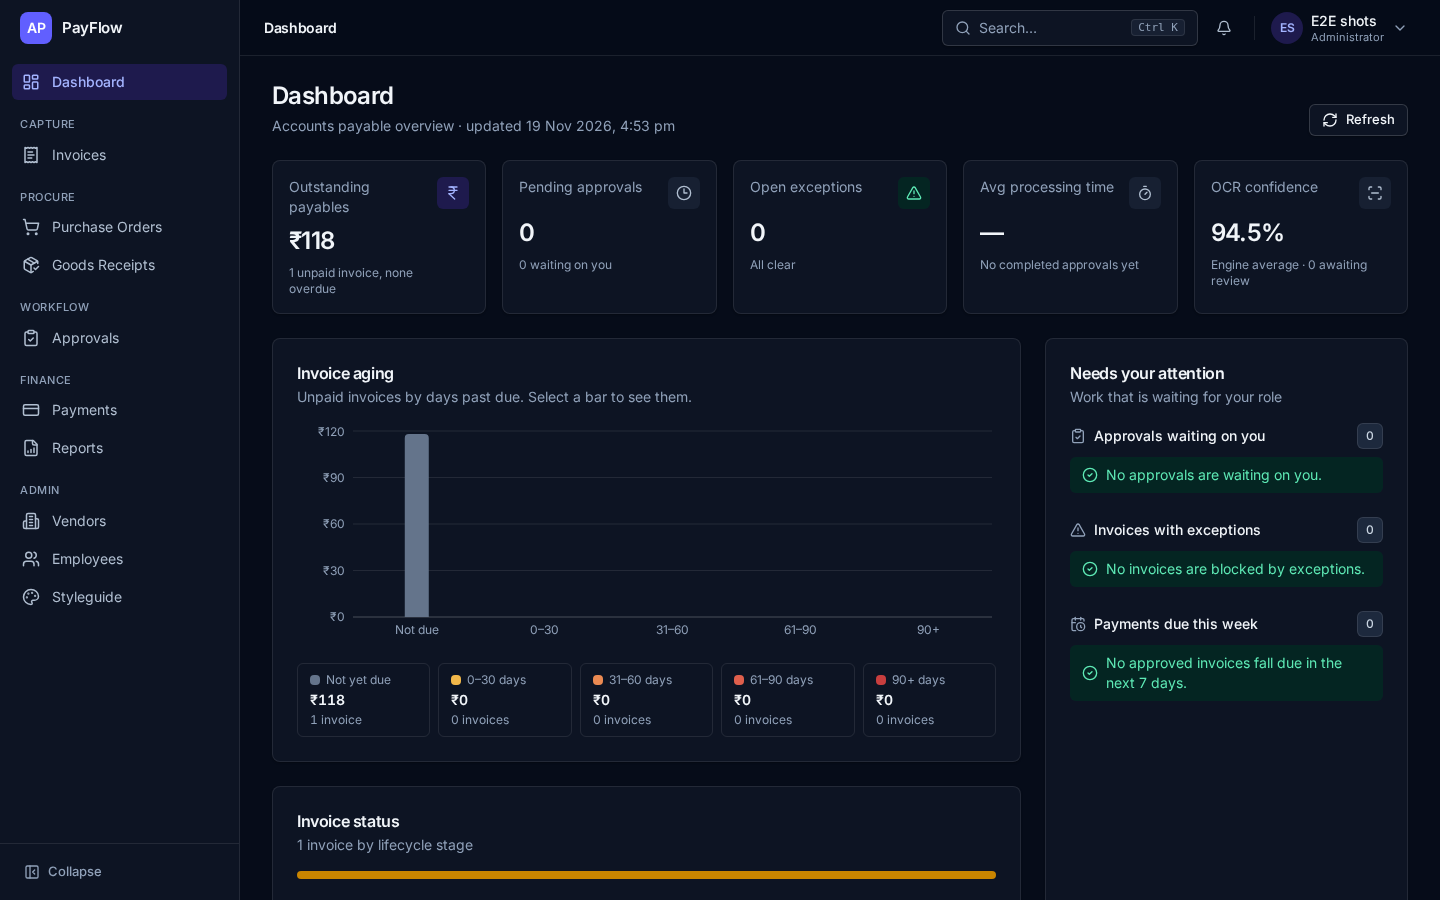 AP PayFlow
Dashboard
CAPTURE
Invoices
PROCURE
Purchase Orders
Goods Receipts
WORKFLOW
Approvals
FINANCE
Payments
Reports
ADMIN
Vendors
Employees
Styleguide
Collapse
Dashboard
Search...
Ctrl K
ES
E2E shots
Administrator
Dashboard
Accounts payable overview · updated 19 Nov 2026, 4:53 pm
Refresh
Outstanding
payables
₹118
1 unpaid invoice, none
overdue
Pending approvals
0
0 waiting on you
Open exceptions
0
All clear
Avg processing time
—
No completed approvals yet
OCR confidence
94.5%
Engine average · 0 awaiting
review
Invoice aging
Unpaid invoices by days past due. Select a bar to see them.
₹120
₹90
₹60
₹30
₹0
Not due
0–30
31–60
61–90
90+
Not yet due
₹118
1 invoice
0–30 days
₹0
0 invoices
31–60 days
₹0
0 invoices
61–90 days
₹0
0 invoices
90+ days
₹0
0 invoices
Invoice status
1 invoice by lifecycle stage
Needs your attention
Work that is waiting for your role
Approvals waiting on you 0
No approvals are waiting on you.
Invoices with exceptions 0
No invoices are blocked by exceptions.
Payments due this week 0
No approved invoices fall due in the
next 7 days.